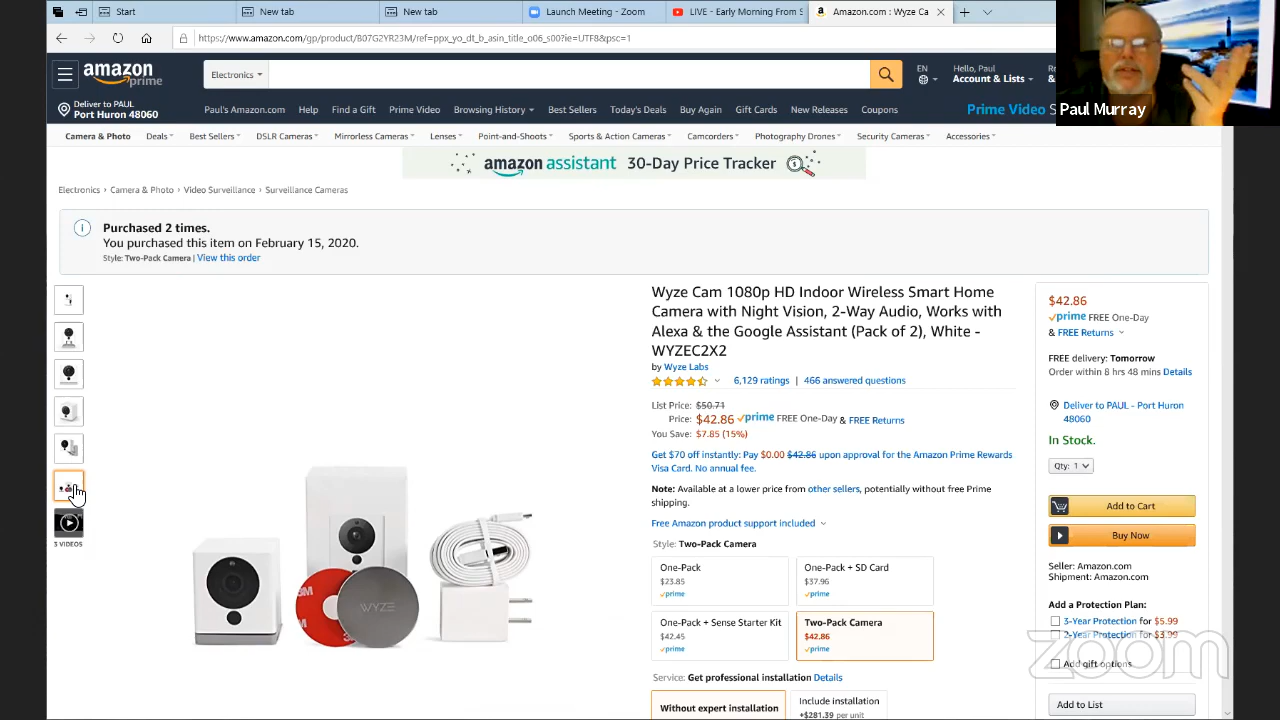 Start
New tab
New tab
Launch Meeting - Zoom
LIVE - Early Morning From S
Amazon.com : Wyze Ca
https://www.amazon.com/gp/product/B07G2YR23M/ref=ppx_yo_dt_b_asin_title_o06_s00?ie=UTF8&psc=1
amazon
prime
Electronics
EN
Hello, Paul
Account & Lists
Re
&
Deliver to PAUL
Port Huron 48060
Paul's Amazon.com
Help
Find a Gift
Prime Video
Browsing History
Best Sellers
Today's Deals
Buy Again
Gift Cards
New Releases
Coupons
Prime Video S
Paul Murray
Camera & Photo
Deals
Best Sellers
DSLR Cameras
Mirrorless Cameras
Lenses
Point-and-Shoots
Sports & Action Cameras
Camcorders
Photography Drones
Security Cameras
Accessories
amazon assistant 30-Day Price Tracker
Electronics › Camera & Photo › Video Surveillance › Surveillance Cameras
Purchased 2 times.
You purchased this item on February 15, 2020.
Style: Two-Pack Camera | View this order
3 VIDEOS
3M
WYZE
Wyze Cam 1080p HD Indoor Wireless Smart Home
Camera with Night Vision, 2-Way Audio, Works with
Alexa & the Google Assistant (Pack of 2), White -
WYZEC2X2
by Wyze Labs
6,129 ratings | 466 answered questions
List Price: $50.71
Price: $42.86 prime FREE One-Day & FREE Returns
You Save: $7.85 (15%)
Get $70 off instantly: Pay $0.00 $42.86 upon approval for the Amazon Prime Rewards
Visa Card. No annual fee.
Note: Available at a lower price from other sellers, potentially without free Prime
shipping.
Free Amazon product support included
Style: Two-Pack Camera
One-Pack
$23.85
prime
One-Pack + SD Card
$37.96
prime
One-Pack + Sense Starter Kit
$42.45
prime
Two-Pack Camera
$42.86
prime
Service: Get professional installation Details
Without expert installation
Include installation
+$281.39 per unit
$42.86
prime FREE One-Day
& FREE Returns
FREE delivery: Tomorrow
Order within 8 hrs 48 mins Details
Deliver to PAUL - Port Huron
48060
In Stock.
Qty: 1
Add to Cart
Buy Now
Seller: Amazon.com
Shipment: Amazon.com
Add a Protection Plan:
3-Year Protection for $5.99
2-Year Protection for $3.99
Add gift options
Add to List
zoom